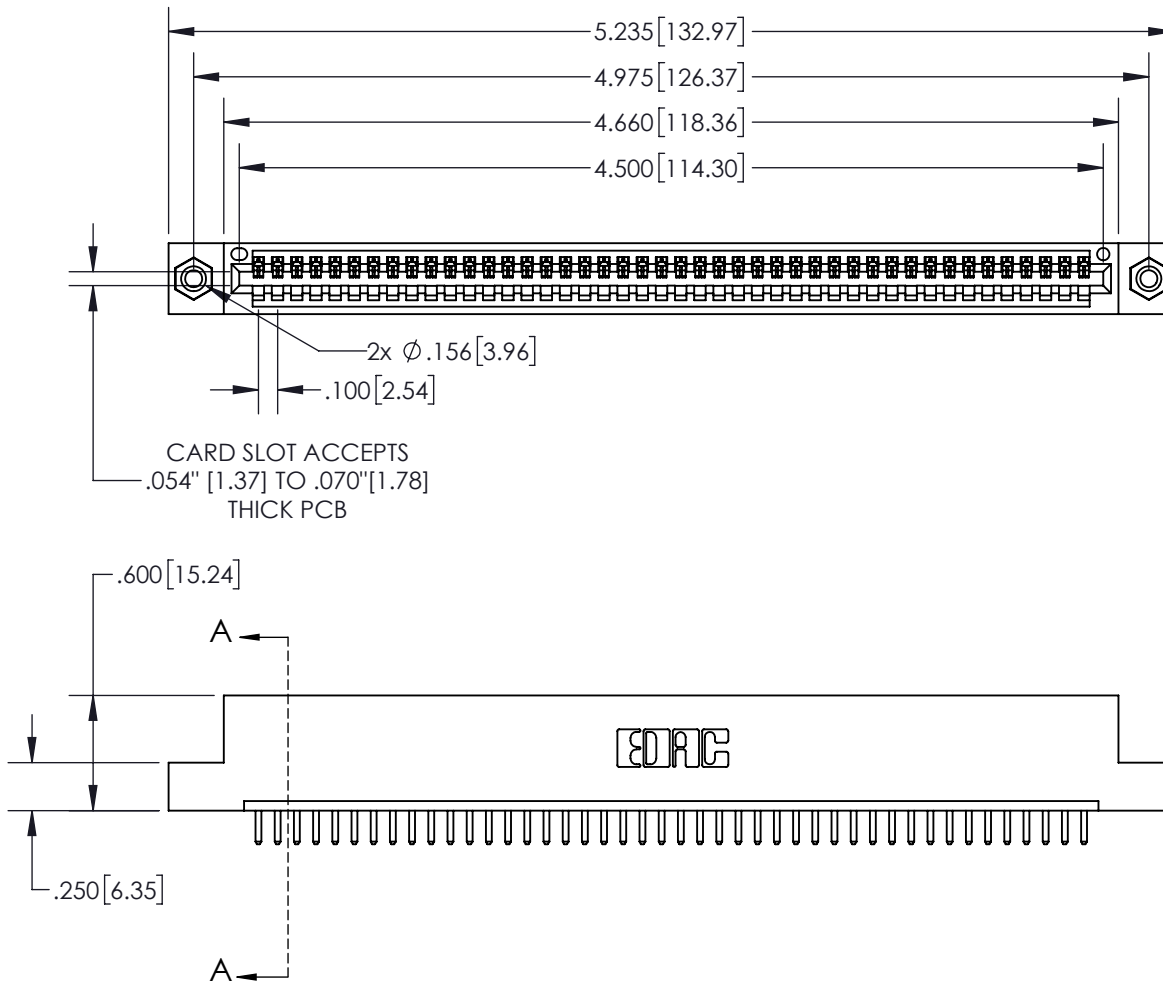 5.235[132.97]
4.975[126.37]
4.660[118.36]
4.500[114.30]
2x Ø.156[3.96]
.100[2.54]
CARD SLOT ACCEPTS
.054" [1.37] TO .070"[1.78]
THICK PCB
.600[15.24]
A
EDAC
.250[6.35]
A